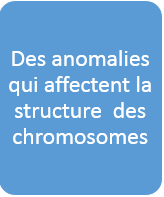 Des anomalies
qui affectent la
structure des
chromosomes